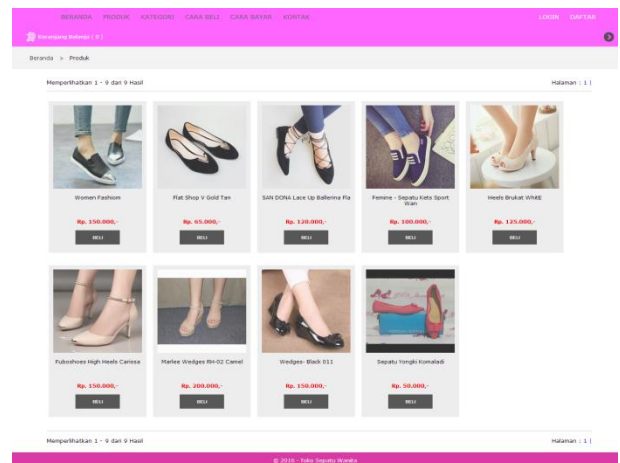 BERANDA PRODUK KATEGORI CARA BELI CARA BAYAR KONTAK LOGIN DAFTAR
Keranjang Belanja ( 0 )
Beranda > Produk
Memperlihatkan 1 - 9 dari 9 Hasil Halaman | 1 |
Women Fashiom
Flat Shop V Gold Tan
SAN DONA Lace Up Ballerina Fla
Femine - Sepatu Kets Sport
Wan
Heels Brukat WhitE
Rp. 150.000,- Rp. 65.000,- Rp. 120.000,- Rp. 100.000,- Rp. 125.000,-
BELI BELI BELI BELI BELI
Fuboshoes High Heels Carissa
Marlee Wedges RH-02 Camel
Wedges- Black 011
Sepatu Yongki Komaladi
Rp. 150.000,- Rp. 200.000,- Rp. 150.000,- Rp. 50.000,-
BELI BELI BELI BELI
Memperlihatkan 1 - 9 dari 9 Hasil Halaman | 1 |
© 2016 - Toko Sepatu Wanita